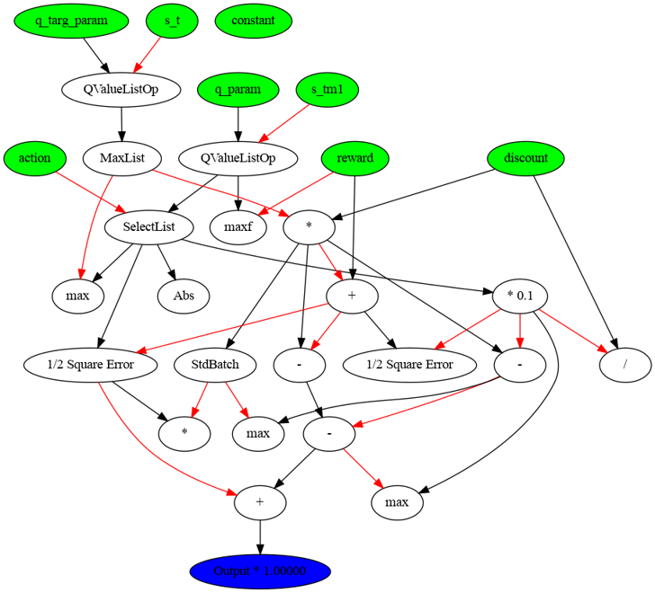 q_targ_param
s_t
constant
QValueListOp
q_param
s_tm1
action
MaxList
QValueListOp
reward
discount
SelectList
maxf
*
max
Abs
+
* 0.1
1/2 Square Error
StdBatch
-
1/2 Square Error
-
/
*
max
-
+
max
Output * 1.00000